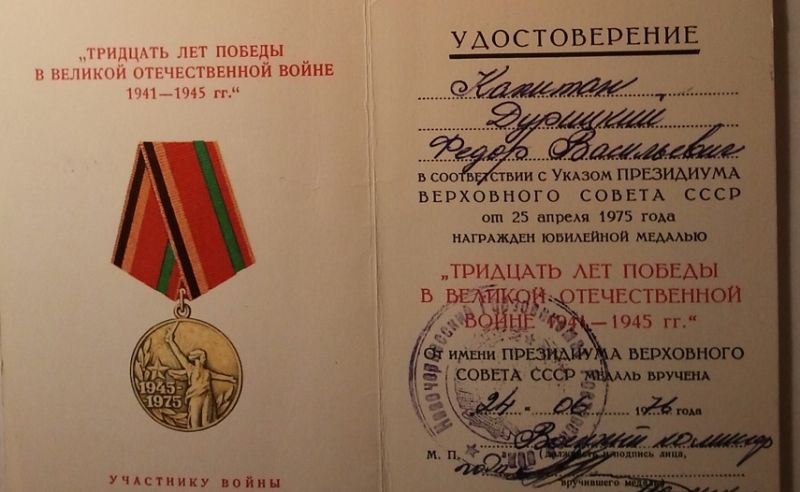 „ТРИДЦАТЬ ЛЕТ ПОБЕДЫ
В ВЕЛИКОЙ ОТЕЧЕСТВЕННОЙ ВОЙНЕ
1941—1945 гг.“
1945-
1975
УЧАСТНИКУ ВОЙНЫ
УДОСТОВЕРЕНИЕ
Капитан
Дурицкий
Федор Васильевич
В СООТВЕТСТВИИ С УКАЗОМ ПРЕЗИДИУМА
ВЕРХОВНОГО СОВЕТА СССР
от 25 апреля 1975 года
НАГРАЖДЕН ЮБИЛЕЙНОЙ МЕДАЛЬЮ
„ТРИДЦАТЬ ЛЕТ ПОБЕДЫ
В ВЕЛИКОЙ ОТЕЧЕСТВЕННОЙ
ВОЙНЕ 1941—1945 гг.“
ОТ ИМЕНИ ПРЕЗИДИУМА ВЕРХОВНОГО
СОВЕТА СССР МЕДАЛЬ ВРУЧЕНА
24 06 1976 года
Военный комиссар
М. П. (должность и подпись лица,
вручившего медаль)